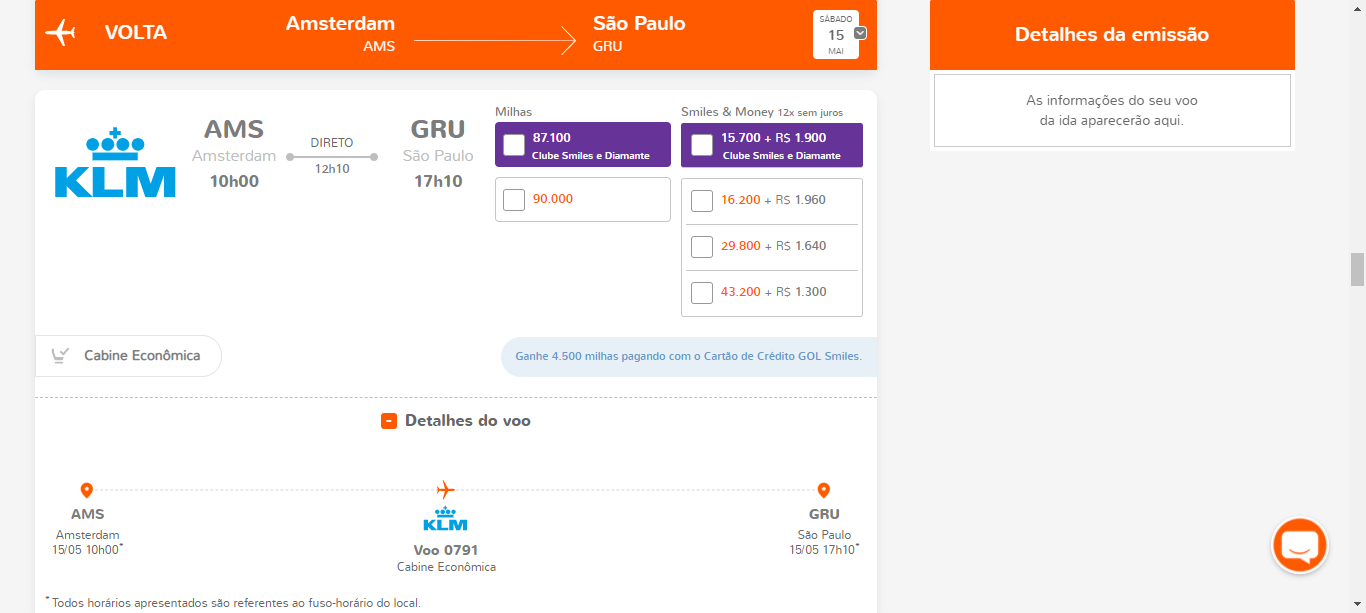 VOLTA
Amsterdam
AMS
São Paulo
GRU
SÁBADO
15
MAI
Detalhes da emissão
As informações do seu voo
da ida aparecerão aqui.
KLM
AMS
Amsterdam
10h00
DIRETO
12h10
GRU
São Paulo
17h10
Milhas
87.100
Clube Smiles e Diamante
90.000
Smiles & Money 12x sem juros
15.700 + R$ 1.900
Clube Smiles e Diamante
16.200 + R$ 1.960
29.800 + R$ 1.640
43.200 + R$ 1.300
Cabine Econômica
Ganhe 4.500 milhas pagando com o Cartão de Crédito GOL Smiles.
Detalhes do voo
AMS
Amsterdam
15/05 10h00*
KLM
Voo 0791
Cabine Econômica
GRU
São Paulo
15/05 17h10*
* Todos horários apresentados são referentes ao fuso-horário do local.